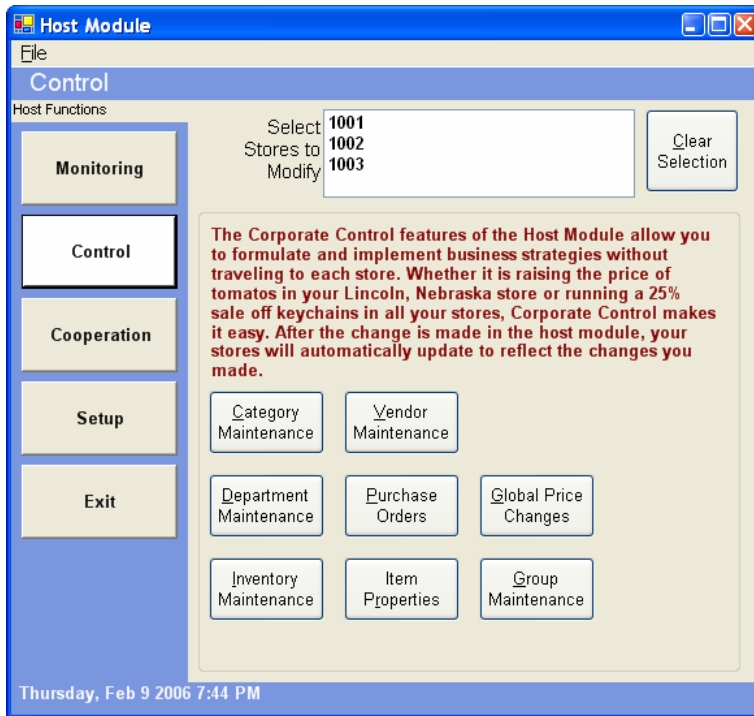 Host Module
File
Control
Host Functions
Monitoring
Control
Cooperation
Setup
Exit
Select
Stores to
Modify
1001
1002
1003
Clear
Selection
The Corporate Control features of the Host Module allow you
to formulate and implement business strategies without
traveling to each store. Whether it is raising the price of
tomatos in your Lincoln, Nebraska store or running a 25%
sale off keychains in all your stores, Corporate Control makes
it easy. After the change is made in the host module, your
stores will automatically update to reflect the changes you
made.
Category
Maintenance
Vendor
Maintenance
Department
Maintenance
Purchase
Orders
Global Price
Changes
Inventory
Maintenance
Item
Properties
Group
Maintenance
Thursday, Feb 9 2006 7:44 PM